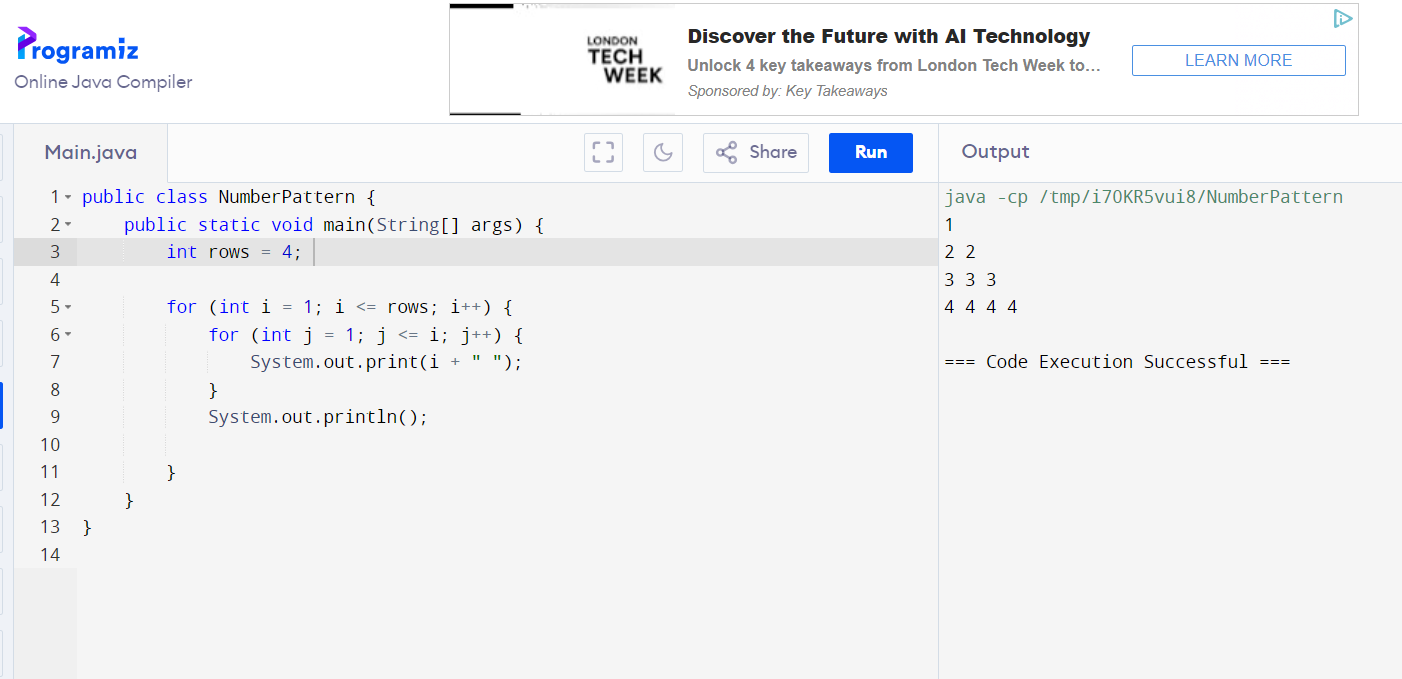 Programiz
Online Java Compiler
LONDON
TECH
WEEK
Discover the Future with AI Technology
Unlock 4 key takeaways from London Tech Week to...
Sponsored by: Key Takeaways
LEARN MORE
Main.java
Share
Run
Output
1 public class NumberPattern {
2     public static void main(String[] args) {
3         int rows = 4;
4
5         for (int i = 1; i <= rows; i++) {
6             for (int j = 1; j <= i; j++) {
7                 System.out.print(i + " ");
8             }
9             System.out.println();
10
11         }
12     }
13 }
14
java -cp /tmp/i7OKR5vui8/NumberPattern
1
2 2
3 3 3
4 4 4 4
=== Code Execution Successful ===